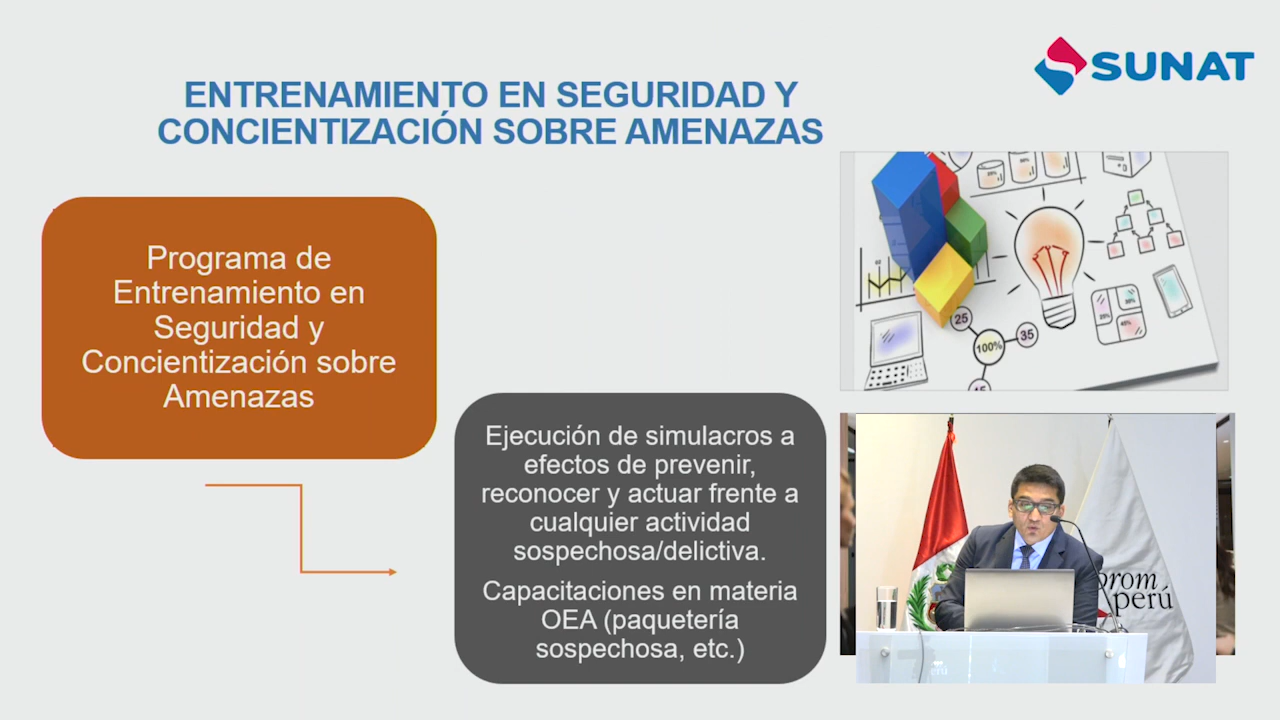 SUNAT
ENTRENAMIENTO EN SEGURIDAD Y
CONCIENTIZACIÓN SOBRE AMENAZAS
Programa de
Entrenamiento en
Seguridad y
Concientización sobre
Amenazas
Ejecución de simulacros a
efectos de prevenir,
reconocer y actuar frente a
cualquier actividad
sospechosa/delictiva.
Capacitaciones en materia
OEA (paquetería
sospechosa, etc.)
25
35
100%
prom
perú